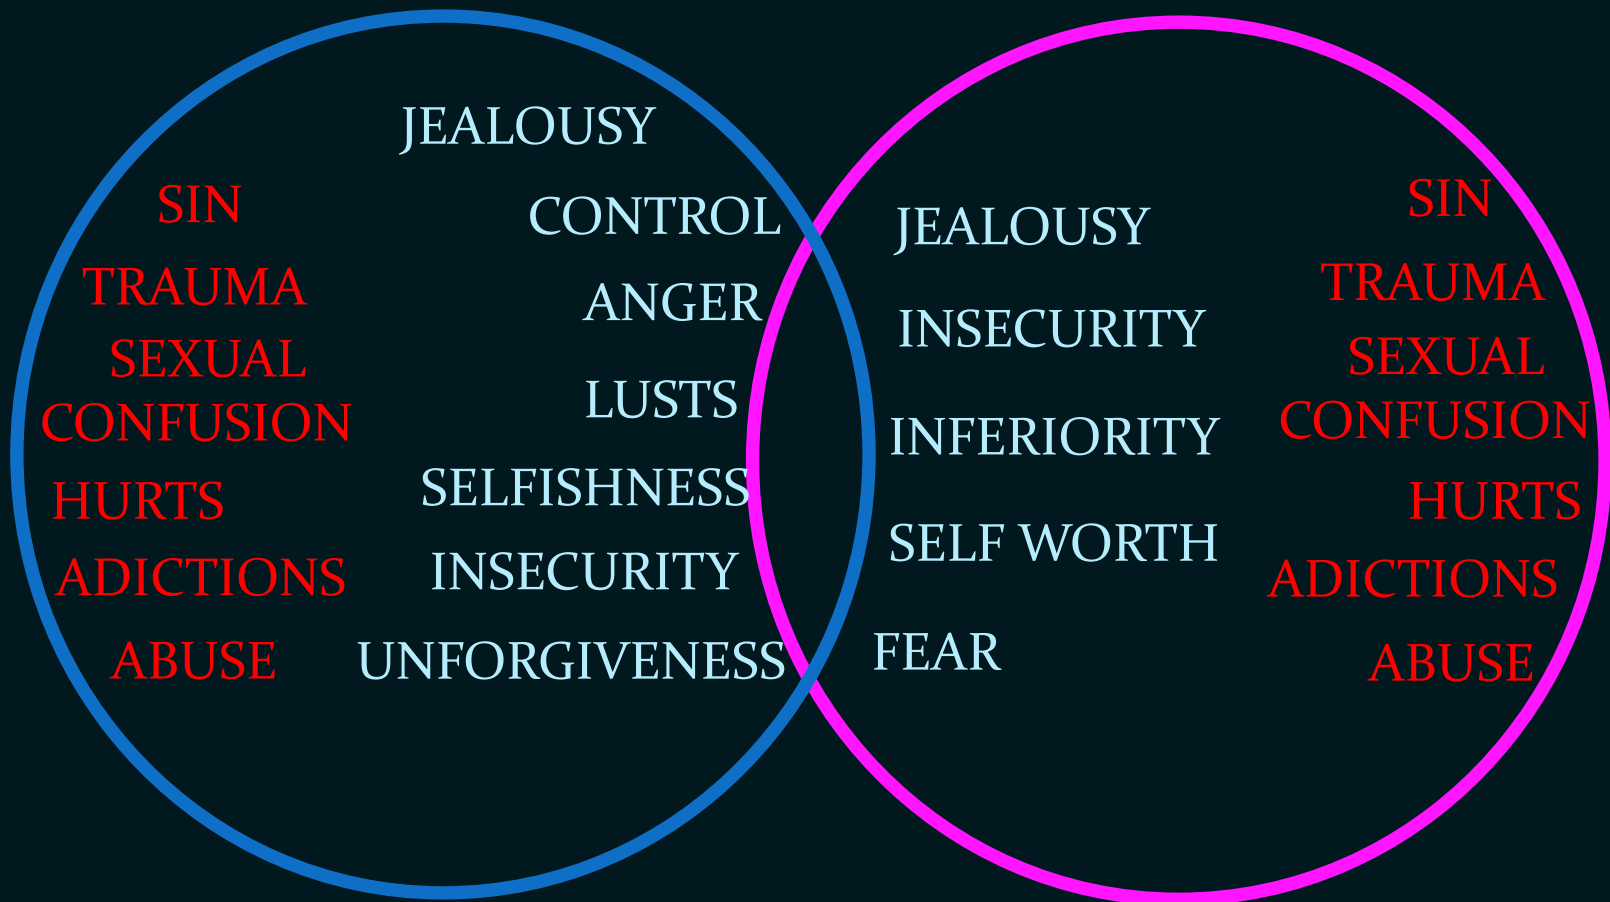 JEALOUSY
SIN
CONTROL
TRAUMA
ANGER
SEXUAL
CONFUSION
LUSTS
HURTS
SELFISHNESS
ADICTIONS
INSECURITY
ABUSE
UNFORGIVENESS
JEALOUSY
INSECURITY
INFERIORITY
SELF WORTH
FEAR
SIN
TRAUMA
SEXUAL
CONFUSION
HURTS
ADICTIONS
ABUSE